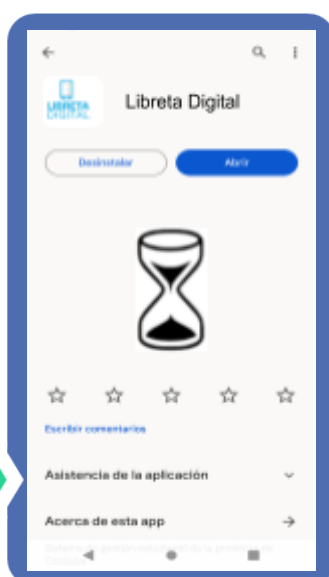 LIBRETA
DIGITAL
Libreta Digital
Desinstalar
Abrir
Escribir comentarios
Asistencia de la aplicación
Acerca de esta app